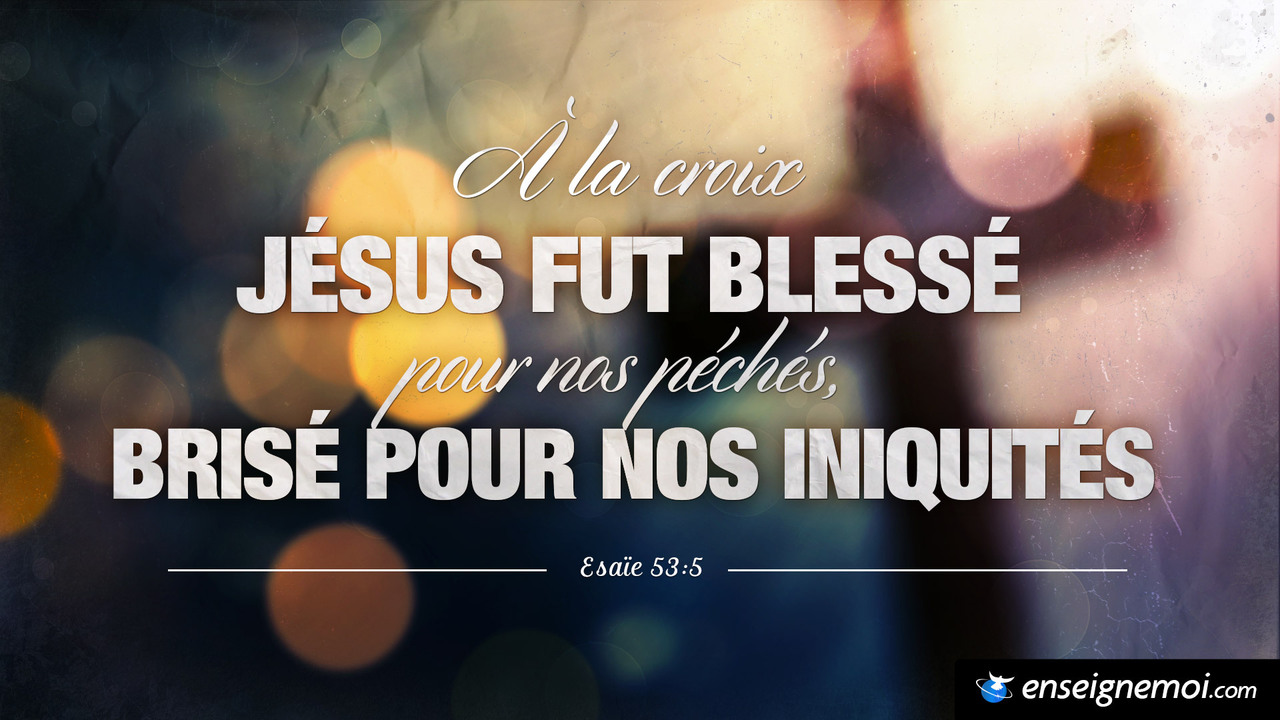 À la croix
JÉSUS FUT BLESSÉ
pour nos péchés,
BRISÉ POUR NOS INIQUITÉS
Esaïe 53:5
enseignemoi.com